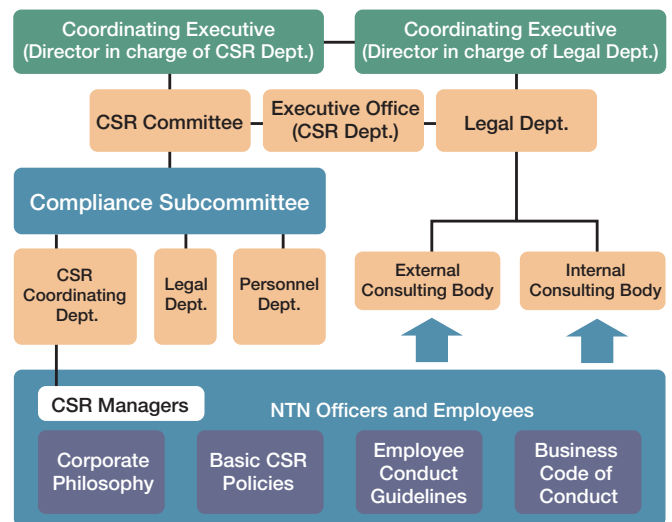 Coordinating Executive
(Director in charge of CSR Dept.)
Coordinating Executive
(Director in charge of Legal Dept.)
CSR Committee
Executive Office
(CSR Dept.)
Legal Dept.
Compliance Subcommittee
CSR
Coordinating
Dept.
Legal
Dept.
Personnel
Dept.
External
Consulting Body
Internal
Consulting Body
CSR Managers
NTN Officers and Employees
Corporate
Philosophy
Basic CSR
Policies
Employee
Conduct
Guidelines
Business
Code of
Conduct